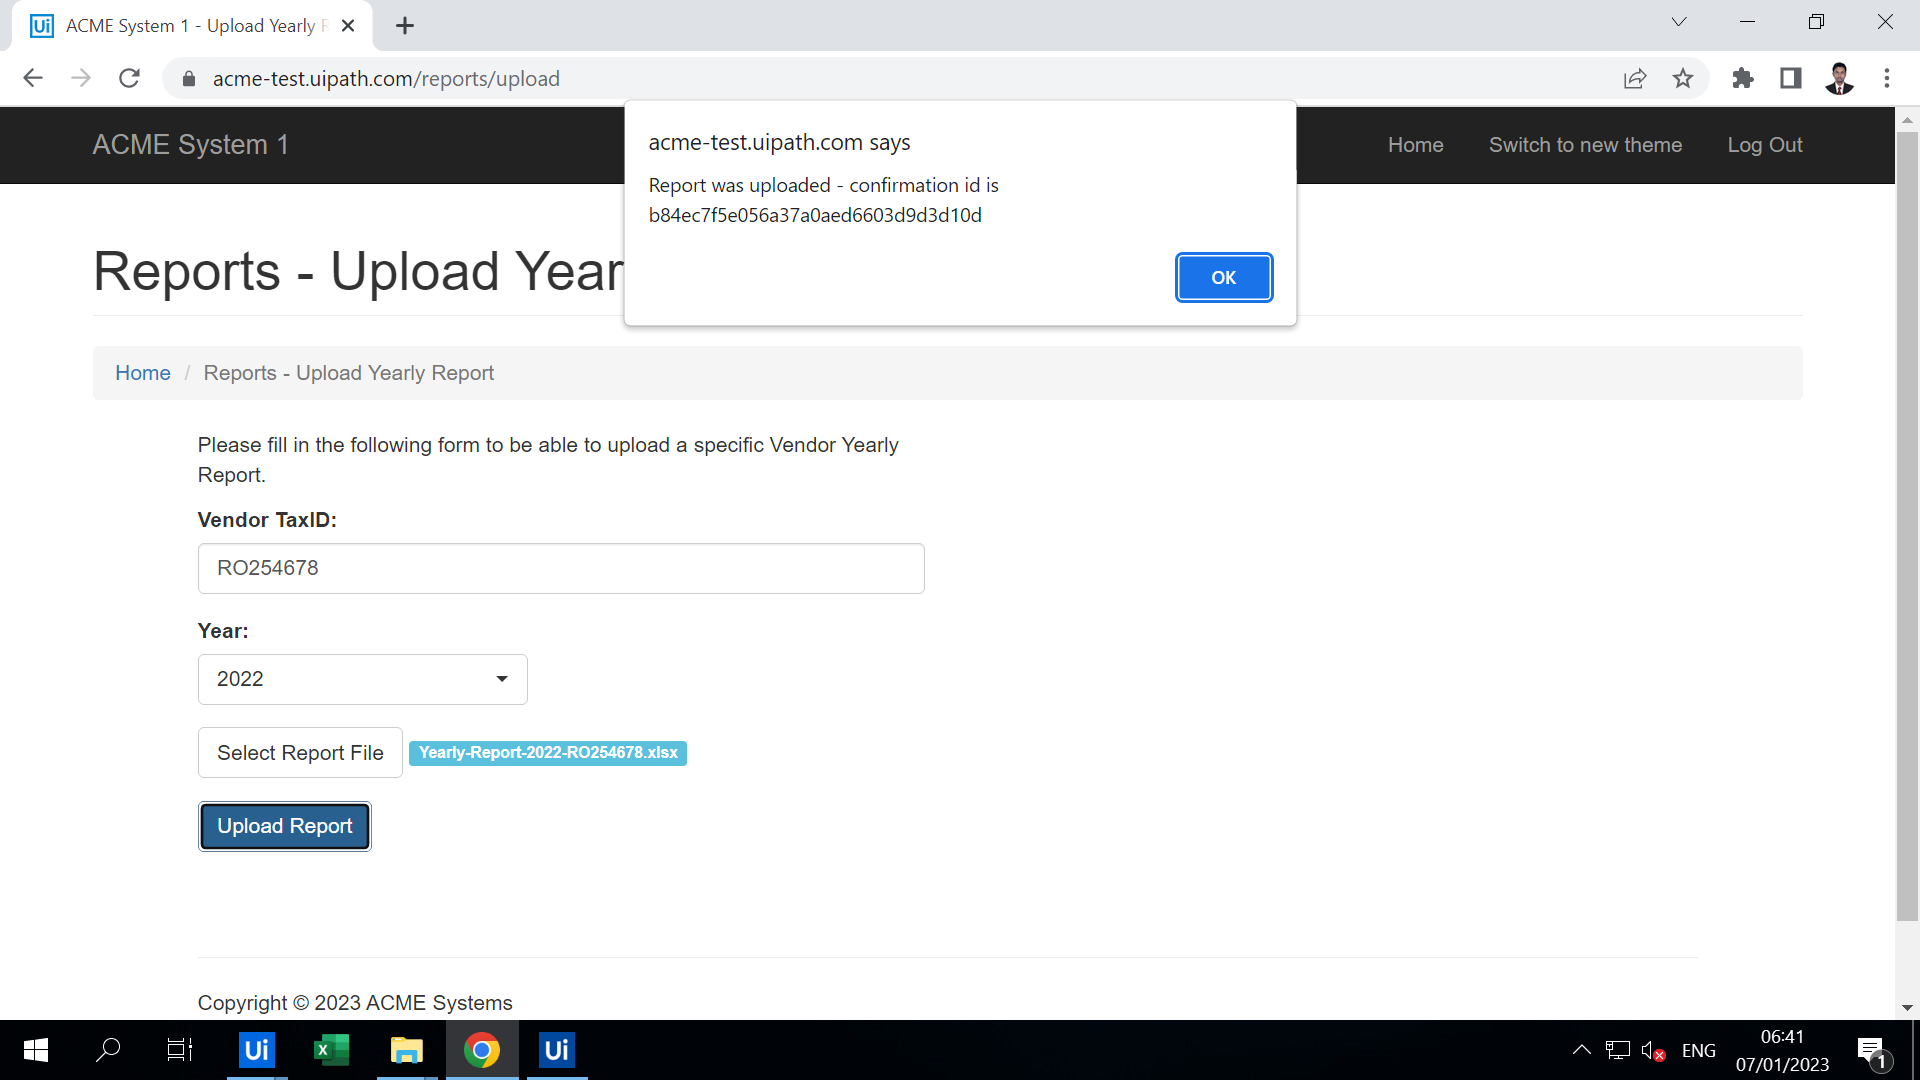 ACME System 1 - Upload Yearly
acme-test.uipath.com/reports/upload
ACME System 1
Home
Switch to new theme
Log Out
acme-test.uipath.com says
Report was uploaded - confirmation id is
b84ec7f5e056a37a0aed6603d9d3d10d
OK
Reports - Upload Year
Home / Reports - Upload Yearly Report
Please fill in the following form to be able to upload a specific Vendor Yearly
Report.
Vendor TaxID:
RO254678
Year:
2022
Select Report File
Yearly-Report-2022-RO254678.xlsx
Upload Report
Copyright © 2023 ACME Systems
Ui
Ui
ENG
06:41
07/01/2023
1